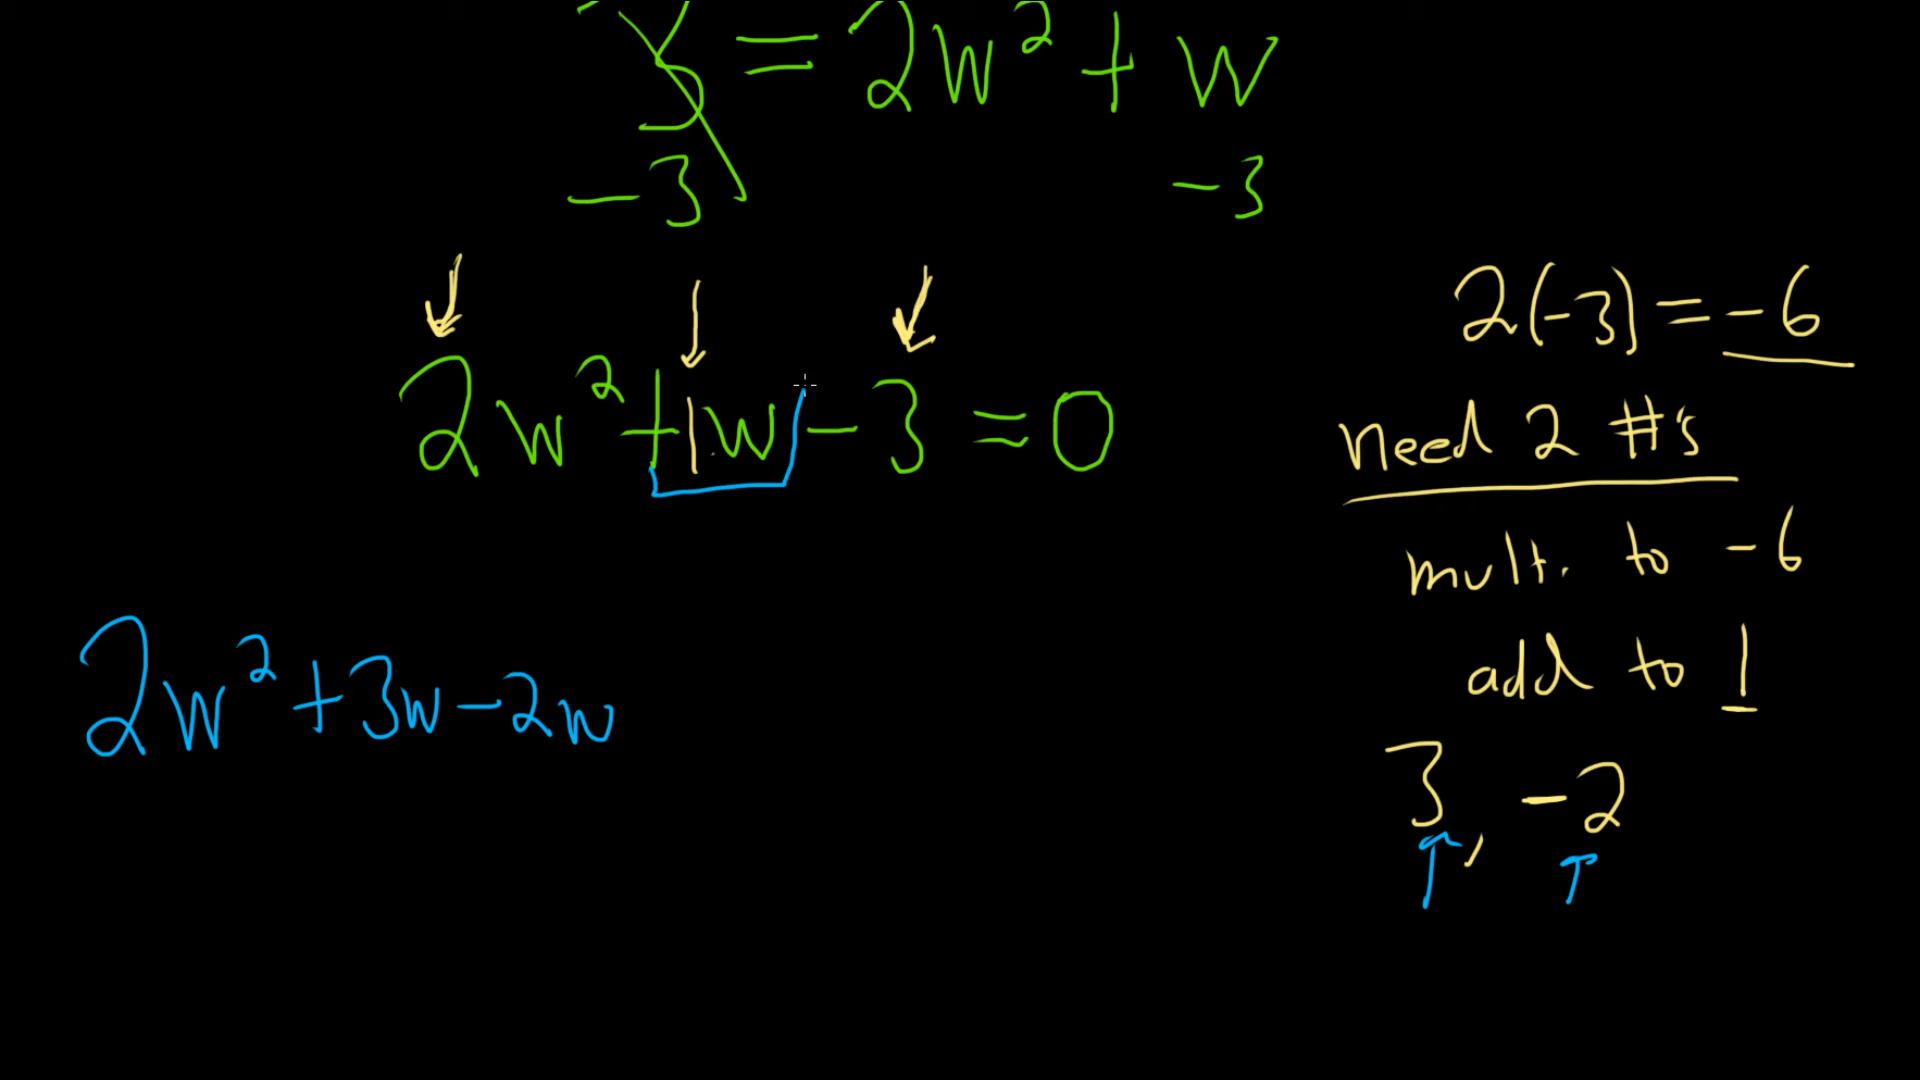 3 = 2w² + w
-3 -3
2w² + 1w - 3 = 0
2w² + 3w - 2w
2(-3) = -6
need 2 #'s
mult. to -6
add to 1
3, -2